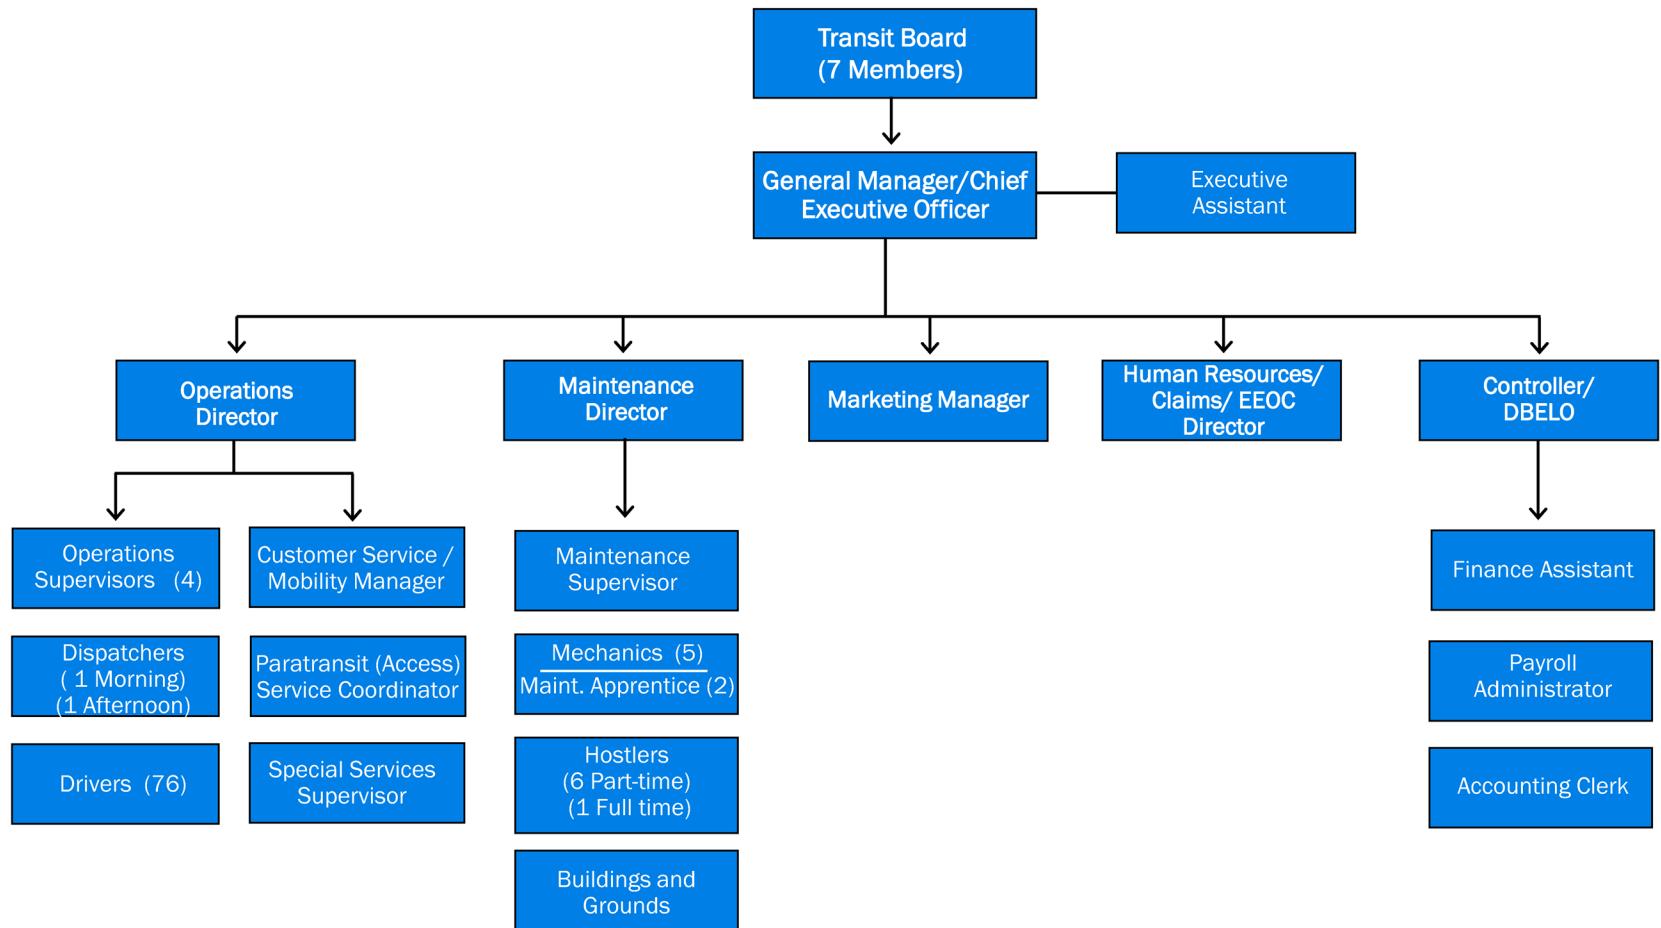 Transit Board
(7 Members)
General Manager/Chief
Executive Officer
Executive
Assistant
Operations
Director
Maintenance
Director
Marketing Manager
Human Resources/
Claims/ EEOC
Director
Controller/
DBELO
Operations
Supervisors (4)
Customer Service /
Mobility Manager
Maintenance
Supervisor
Finance Assistant
Dispatchers
( 1 Morning)
(1 Afternoon)
Paratransit (Access)
Service Coordinator
Mechanics (5)
Maint. Apprentice (2)
Payroll
Administrator
Drivers (76)
Special Services
Supervisor
Hostlers
(6 Part-time)
(1 Full time)
Accounting Clerk
Buildings and
Grounds